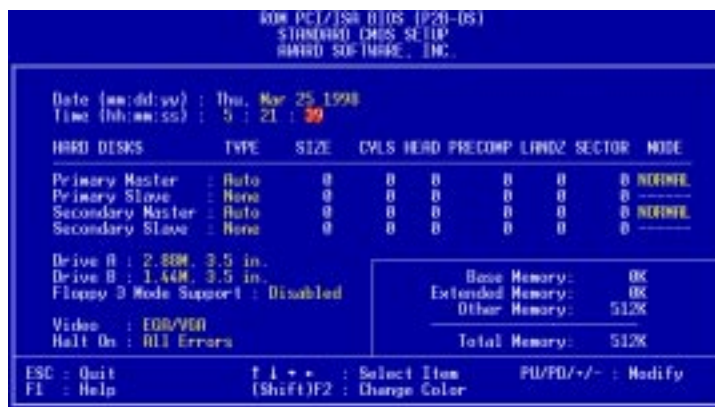 ROM PCI/ISA BIOS (P2B-DS)
STANDARD CMOS SETUP
AWARD SOFTWARE, INC.
Date (mm:dd:yy) : Thu, Mar 25 1998
Time (hh:mm:ss) : 5 : 21 : 39
HARD DISKS TYPE SIZE CYLS HEAD PRECOMP LANDZ SECTOR MODE
Primary Master : Auto 0 0 0 0 0 0 NORMAL
Primary Slave : None 0 0 0 0 0 0 ------
Secondary Master : Auto 0 0 0 0 0 0 NORMAL
Secondary Slave : None 0 0 0 0 0 0 ------
Drive A : 2.88M, 3.5 in.
Drive B : 1.44M, 3.5 in.
Floppy 3 Mode Support : Disabled
Video : EGA/VGA
Halt On : All Errors
Base Memory: 0K
Extended Memory: 0K
Other Memory: 512K
Total Memory: 512K
ESC : Quit ↑ ↓ → ← : Select Item PU/PD/+/- : Modify
F1 : Help (Shift)F2 : Change Color